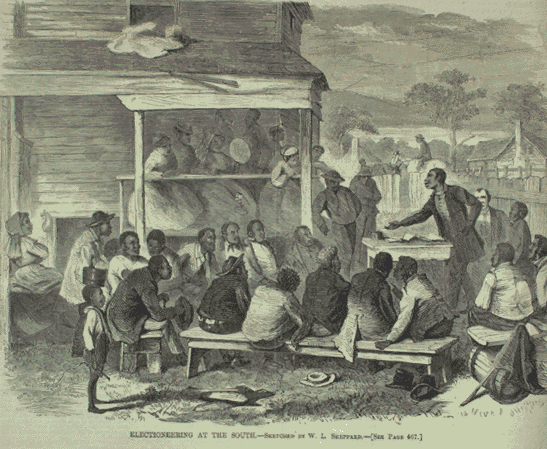 ELECTIONEERING AT THE SOUTH.—SKETCHED BY W. L. SHEPPARD.—[SEE PAGE 467.]